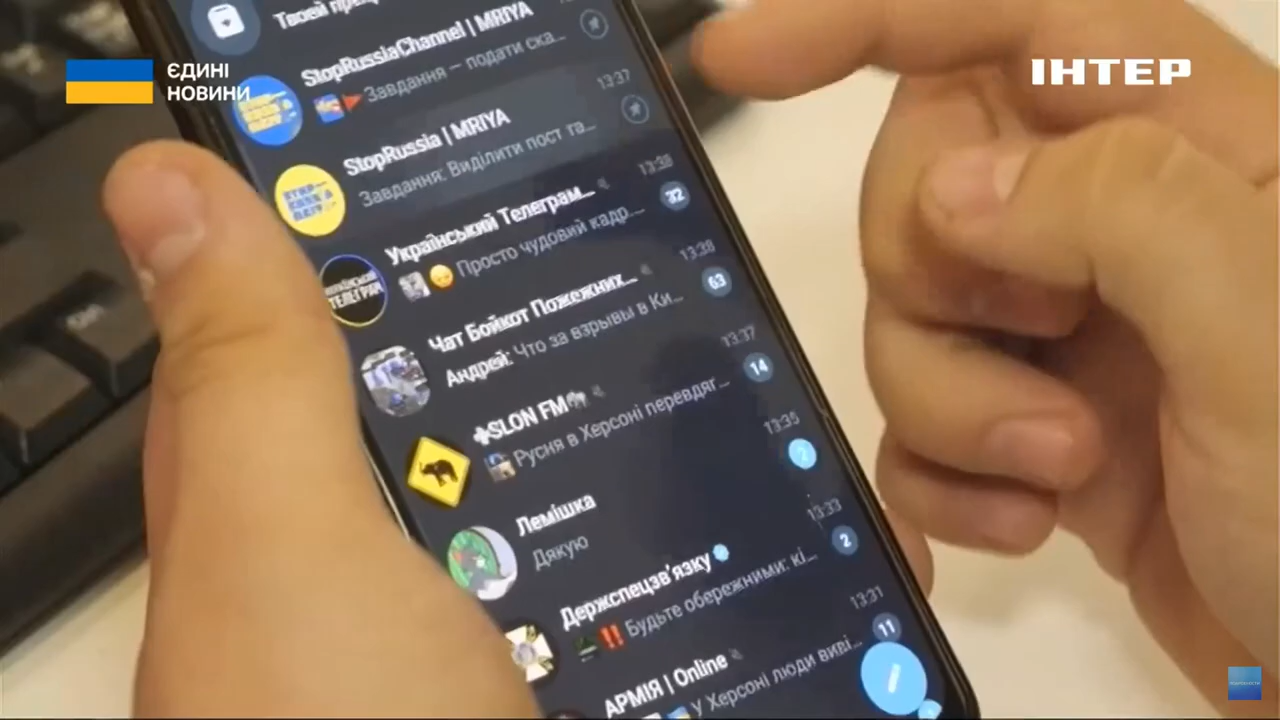 Твоей
StopRussiaChannel | MRIYA
Завдання — подати ска...
13:37
StopRussia | MRIYA
Завдання: Виділити пост та...
13:38
Український Телеграм...
Просто чудовий кадр...
32
13:38
Чат Бойкот Пожежних...
Андрей: Что за взрывы в Ки...
63
13:37
SLON FM
Русня в Херсоні перевдяг...
14
13:35
Лемішка
Дякую
2
13:33
Держспецзв'язку
Будьте обережними: кі...
2
13:31
АРМІЯ | Online
У Херсоні люди виві...
11
ЄДИНІ
НОВИНИ
ІНТЕР